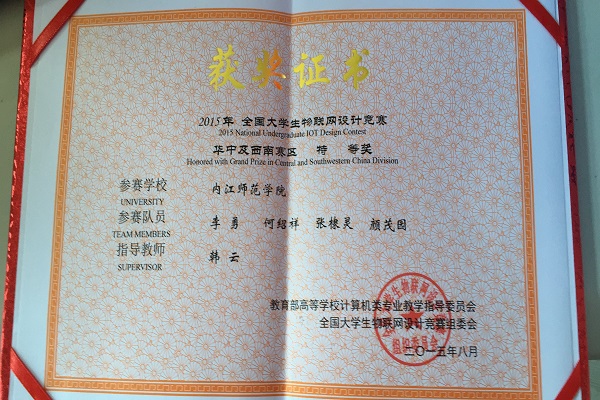 获奖证书
2015年 全国大学生物联网设计竞赛
2015 National Undergraduate IOT Design Contest
华中及西南赛区 特 等奖
Honored with Grand Prize in Central and Southwestern China Division
参赛学校 内江师范学院
UNIVERSITY
参赛队员 李勇 何绍祥 张棣灵 颜茂国
TEAM MEMBERS
指导教师 韩云
SUPERVISOR
教育部高等学校计算机类专业教学指导委员会
全国大学生物联网设计竞赛组委会
二〇一五年八月